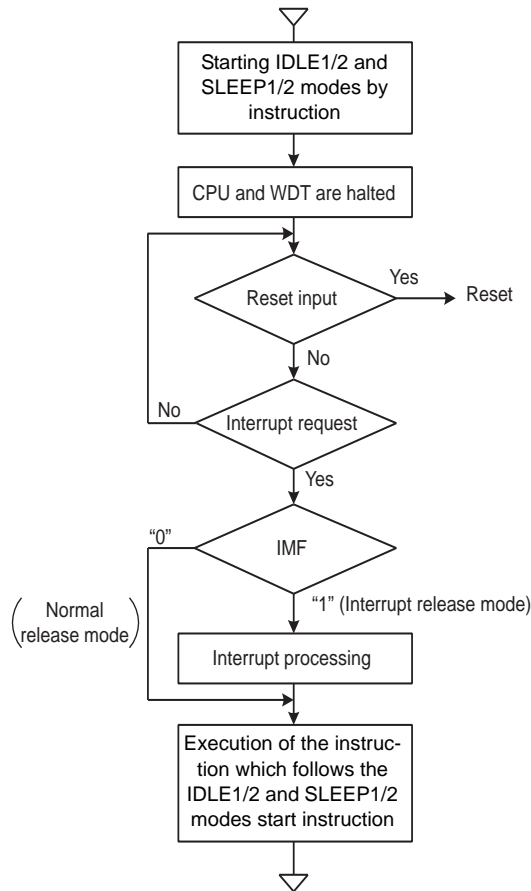 Starting IDLE1/2 and
SLEEP1/2 modes by
instruction
CPU and WDT are halted
Reset input
Yes
Reset
No
Interrupt request
No
Yes
IMF
“0”
“1” (Interrupt release mode)
Normal
release mode
Interrupt processing
Execution of the instruc-
tion which follows the
IDLE1/2 and SLEEP1/2
modes start instruction